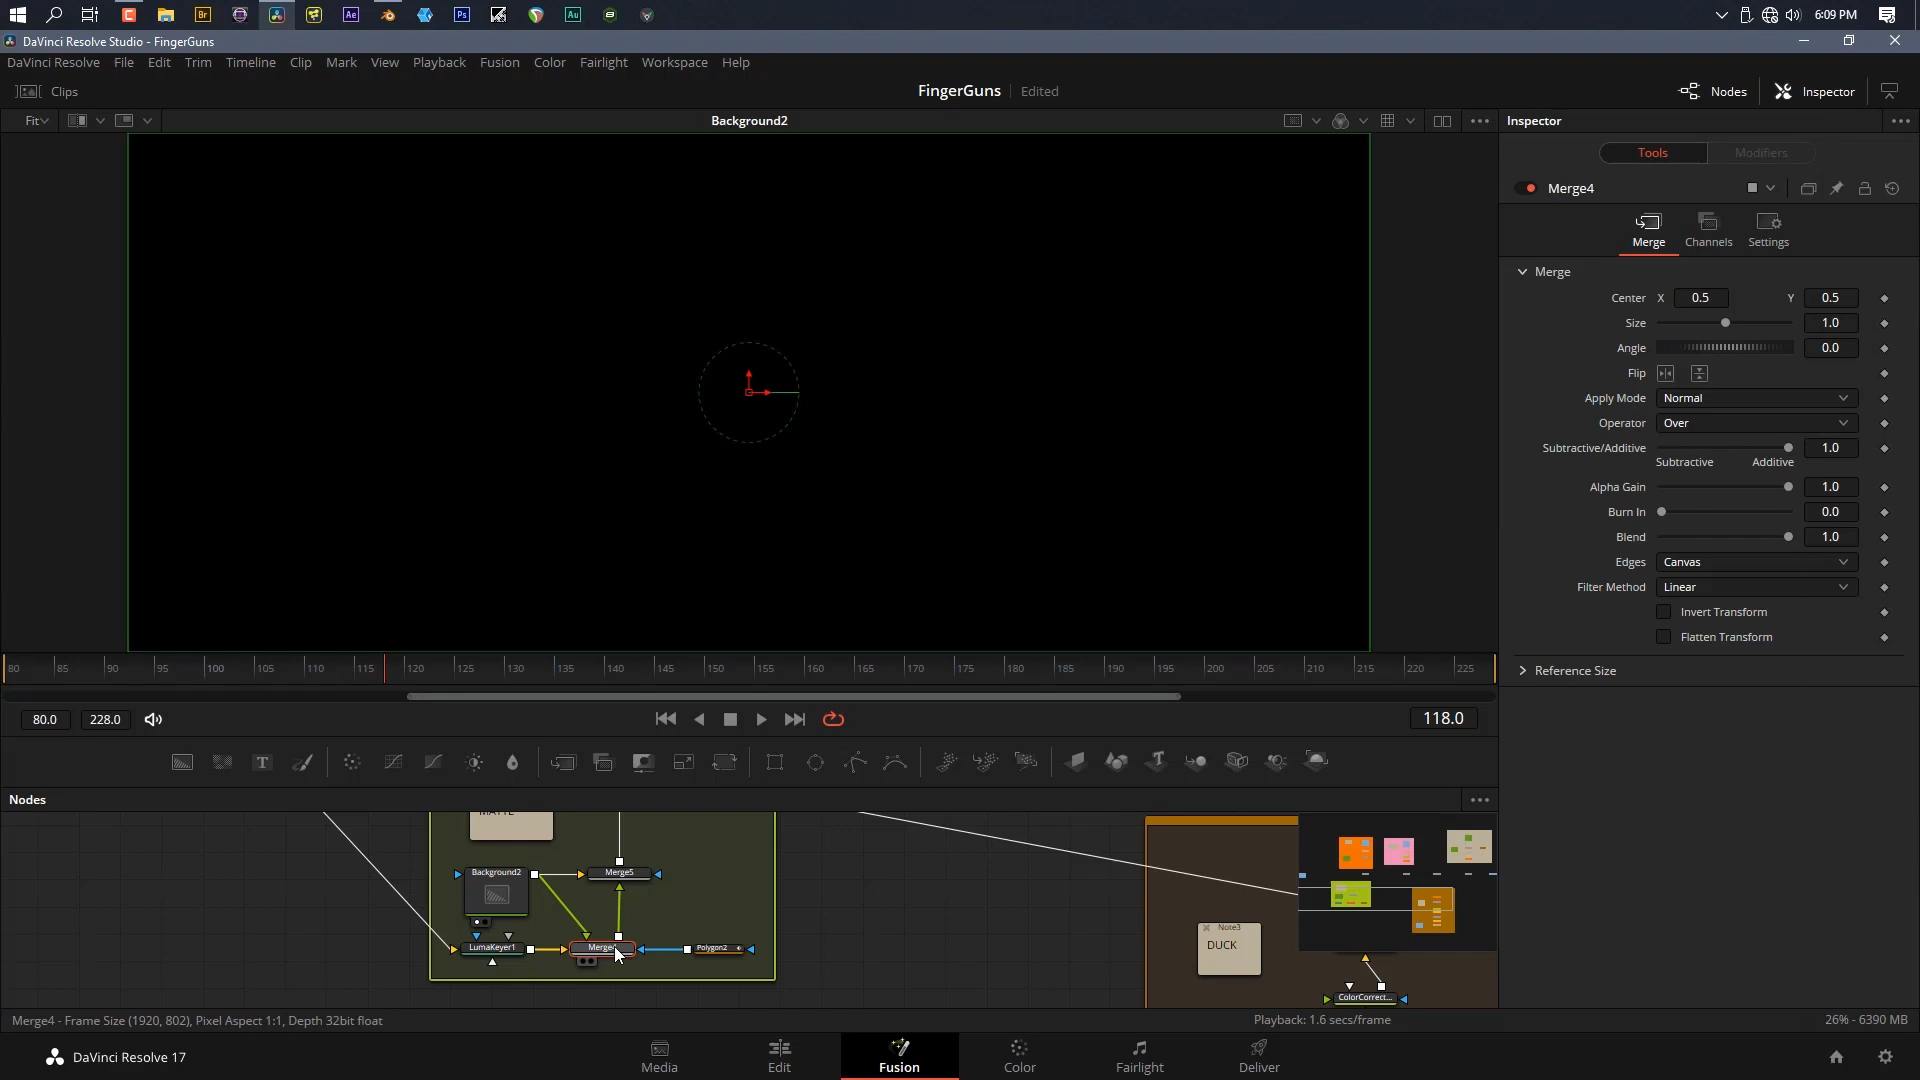 Br
Ae
Ps
Au
6:09 PM
DaVinci Resolve Studio - FingerGuns
DaVinci Resolve File Edit Trim Timeline Clip Mark View Playback Fusion Color Fairlight Workspace Help
Clips
FingerGuns Edited
Nodes Inspector
Fit
Background2
Inspector
Tools Modifiers
Merge4
Merge Channels Settings
Merge
Center X 0.5 Y 0.5
Size 1.0
Angle 0.0
Flip
Apply Mode Normal
Operator Over
Subtractive/Additive 1.0
Subtractive Additive
Alpha Gain 1.0
Burn In 0.0
Blend 1.0
Edges Canvas
Filter Method Linear
Invert Transform
Flatten Transform
Reference Size
80 85 90 95 100 105 110 115 120 125 130 135 140 145 150 155 160 165 170 175 180 185 190 195 200 205 210 215 220 225
80.0 228.0 118.0
T
Nodes
Background2
Merge5
LumaKeyer1
Polygon2
Note3
DUCK
ColorCorrect...
Merge4 - Frame Size (1920, 802), Pixel Aspect 1:1, Depth 32bit float
Playback: 1.6 secs/frame
26% - 6390 MB
DaVinci Resolve 17
Media Edit Fusion Color Fairlight Deliver